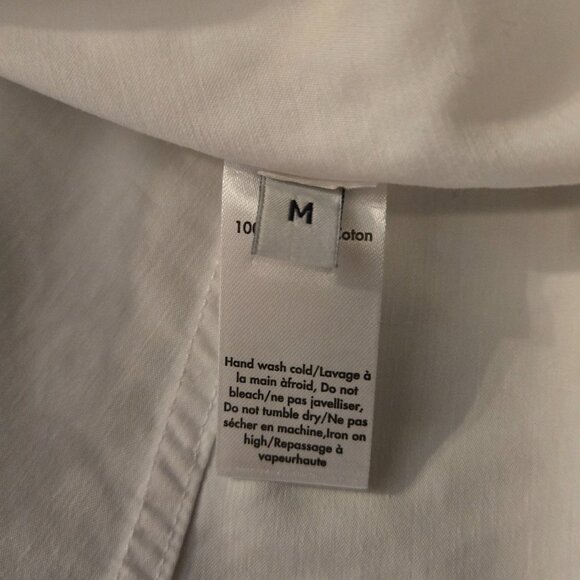 M
100 oton
Hand wash cold/Lavage à
la main àfroid, Do not
bleach/ne pas javelliser,
Do not tumble dry/Ne pas
sécher en machine,Iron on
high/Repassage à
vapeurhaute